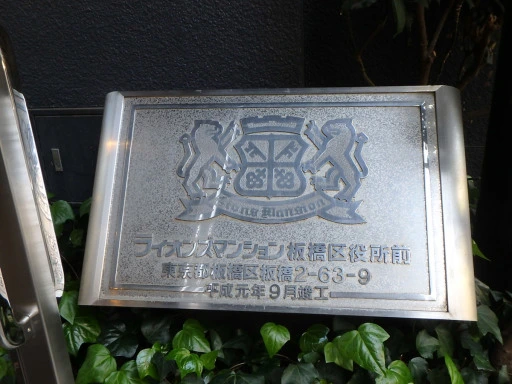 Lions Mansion
ライオンズマンション板橋区役所前
東京都板橋区板橋2-63-9
平成元年9月竣工